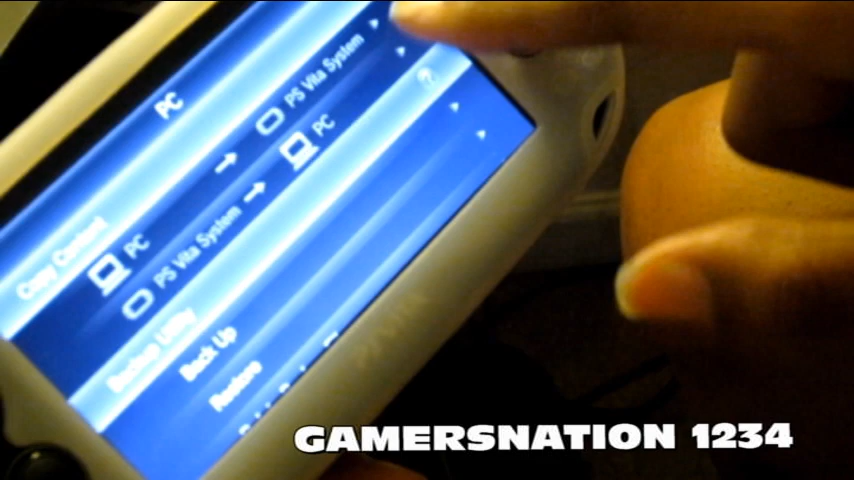 PC
Copy Content
PC → PS Vita System
PS Vita System → PC
Backup Utility
Back Up
Restore
GAMERSNATION 1234